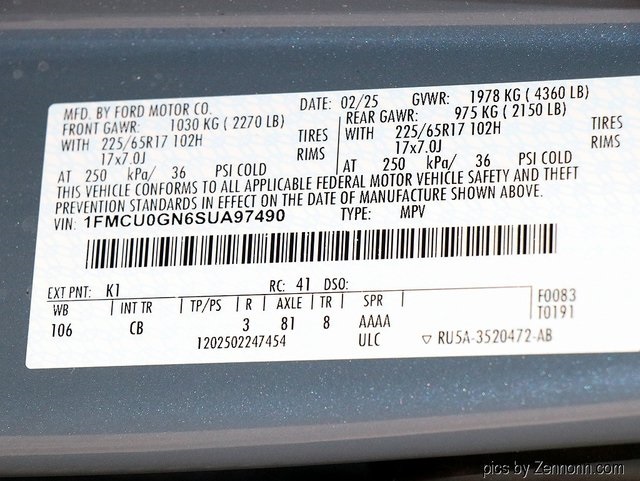 MFD. BY FORD MOTOR CO. DATE: 02/25 GVWR: 1978 KG ( 4360 LB)
FRONT GAWR: 1030 KG ( 2270 LB) REAR GAWR: 975 KG ( 2150 LB)
WITH 225/65R17 102H TIRES WITH 225/65R17 102H TIRES
17x7.0J RIMS 17x7.0J RIMS
AT 250 kPa/ 36 PSI COLD AT 250 kPa/ 36 PSI COLD
THIS VEHICLE CONFORMS TO ALL APPLICABLE FEDERAL MOTOR VEHICLE SAFETY AND THEFT
PREVENTION STANDARDS IN EFFECT ON THE DATE OF MANUFACTURE SHOWN ABOVE.
VIN: 1FMCU0GN6SUA97490 TYPE: MPV
EXT PNT: K1 RC: 41 DSO:
WB INT TR TP/PS R AXLE TR SPR F0083
106 CB 3 81 8 AAAA T0191
1202502247454 ULC ▽ RU5A-3520472-AB
pics by Zennonn.com